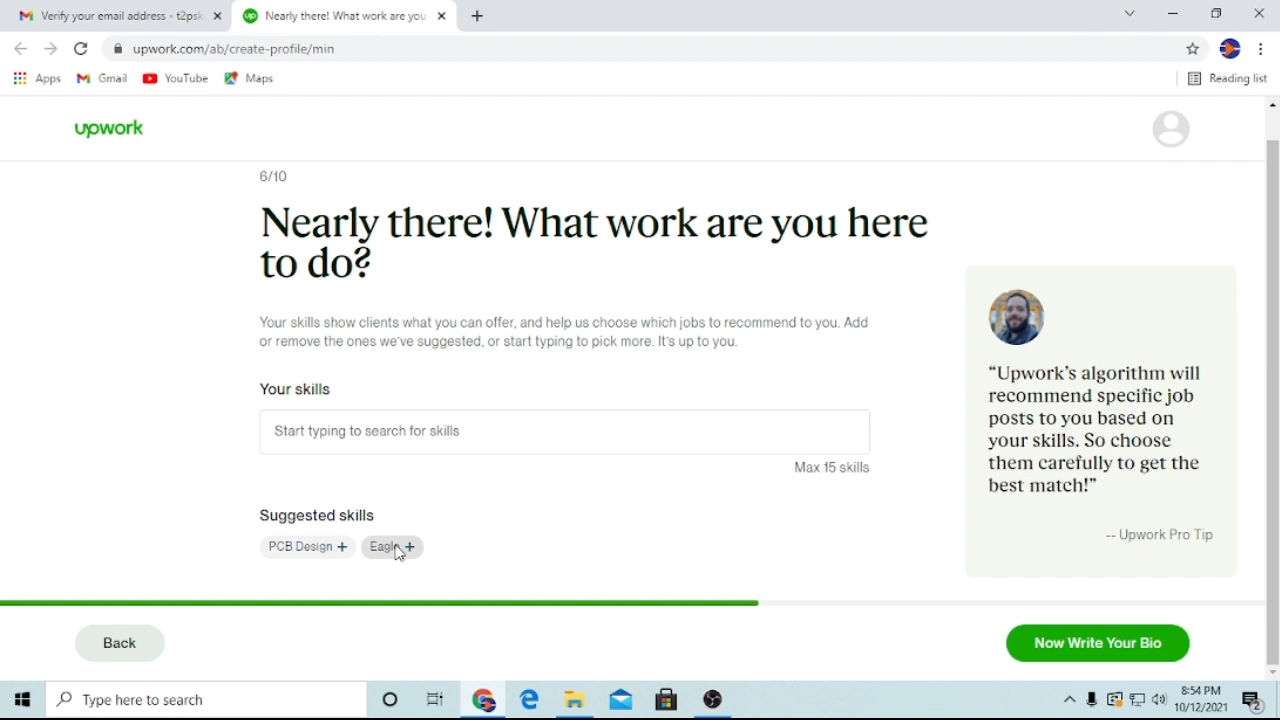 Verify your email address - t2psk
Nearly there! What work are you
upwork.com/ab/create-profile/min
Apps
Gmail
YouTube
Maps
Reading list
upwork
6/10
Nearly there! What work are you here
to do?
Your skills show clients what you can offer, and help us choose which jobs to recommend to you. Add
or remove the ones we've suggested, or start typing to pick more. It's up to you.
Your skills
Start typing to search for skills
Max 15 skills
Suggested skills
PCB Design +
Eagle +
“Upwork’s algorithm will
recommend specific job
posts to you based on
your skills. So choose
them carefully to get the
best match!”
-- Upwork Pro Tip
Back
Now Write Your Bio
Type here to search
8:54 PM
10/12/2021
2